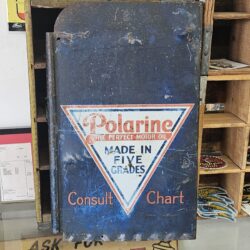 Polarine
THE PERFECT MOTOR OIL
MADE IN
FIVE
GRADES
Consult Chart
ASK FOR